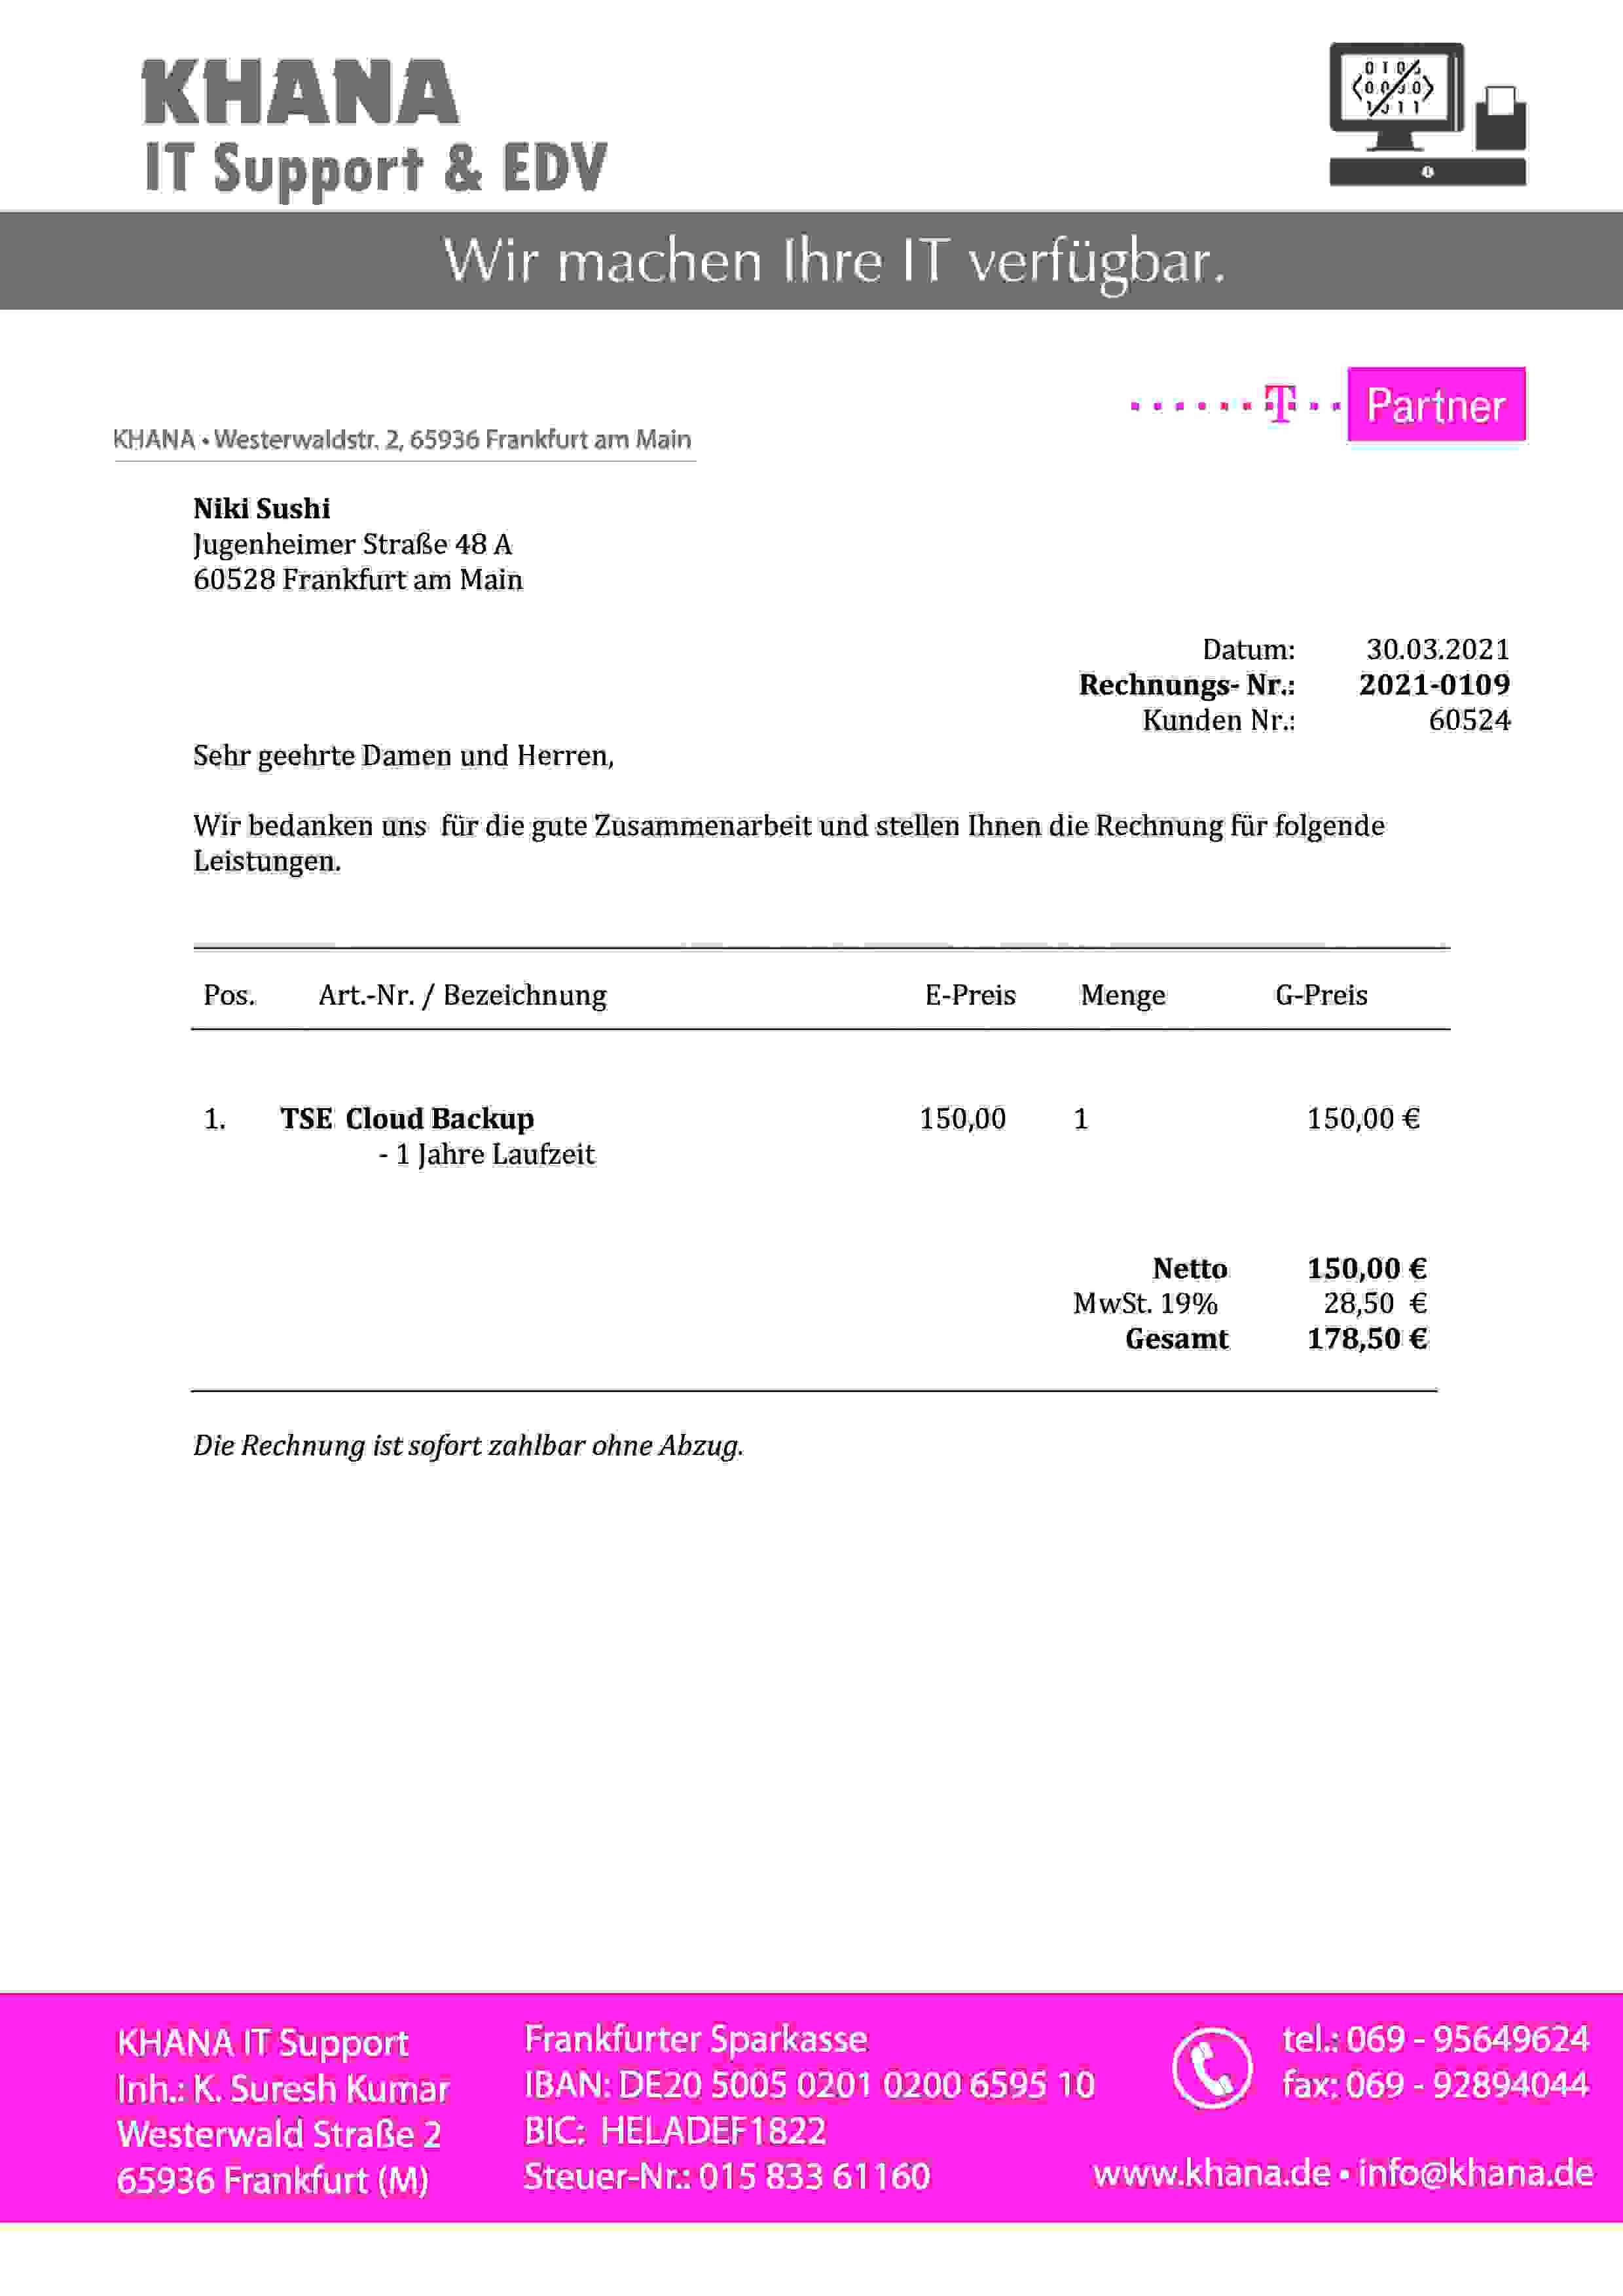 KHANA
IT Support & EDV
Wir machen Ihre IT verfügbar.
T Partner
KHANA • Westerwaldstr. 2, 65936 Frankfurt am Main
Niki Sushi
Jugenheimer Straße 48 A
60528 Frankfurt am Main
Datum: 30.03.2021
Rechnungs- Nr.: 2021-0109
Kunden Nr.: 60524
Sehr geehrte Damen und Herren,
Wir bedanken uns für die gute Zusammenarbeit und stellen Ihnen die Rechnung für folgende
Leistungen.
Pos. Art.-Nr. / Bezeichnung E-Preis Menge G-Preis
1. TSE Cloud Backup 150,00 1 150,00 €
- 1 Jahre Laufzeit
Netto 150,00 €
MwSt. 19% 28,50 €
Gesamt 178,50 €
Die Rechnung ist sofort zahlbar ohne Abzug.
KHANA IT Support
Inh.: K. Suresh Kumar
Westerwald Straße 2
65936 Frankfurt (M)
Frankfurter Sparkasse
IBAN: DE20 5005 0201 0200 6595 10
BIC: HELADEF1822
Steuer-Nr.: 015 833 61160
tel.: 069 - 95649624
fax: 069 - 92894044
www.khana.de • info@khana.de